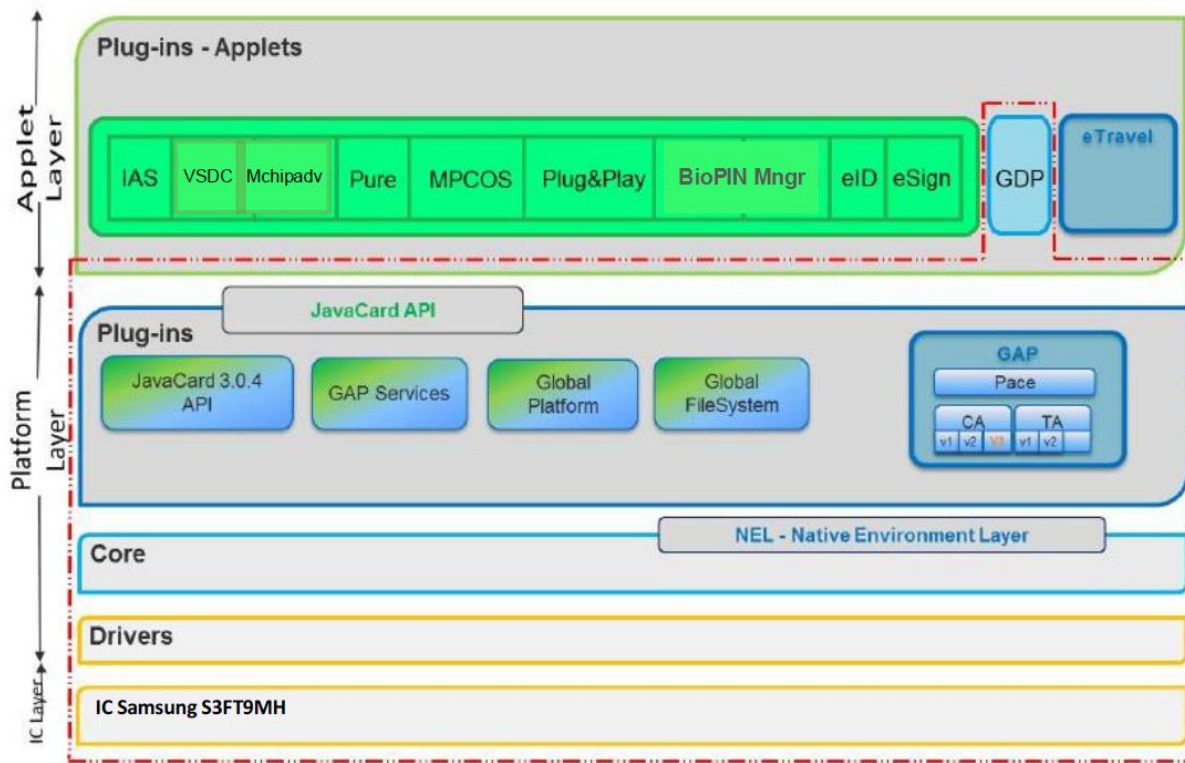 Plug-ins - Applets
Applet
Layer
IAS
VSDC
Mchipadv
Pure
MPCOS
Plug&Play
BioPIN Mngr
eID
eSign
GDP
eTravel
JavaCard API
Plug-ins
JavaCard 3.0.4
API
GAP Services
Global
Platform
Global
FileSystem
GAP
Pace
CA
TA
v1
v2
V3
v1
v2
Platform
Layer
NEL - Native Environment Layer
Core
Drivers
IC Layer
IC Samsung S3FT9MH